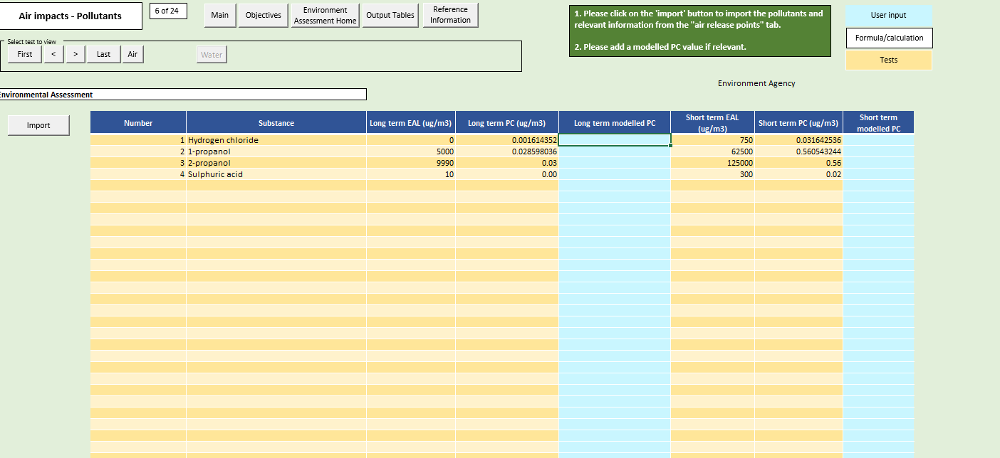 Air impacts - Pollutants
6 of 24
Main
Objectives
Environment
Assessment Home
Output Tables
Reference
Information
1. Please click on the 'import' button to import the pollutants and
relevant information from the "air release points" tab.
2. Please add a modelled PC value if relevant.
User input
Formula/calculation
Tests
Select test to view
First
<
>
Last
Air
Water
Environment Agency
Environmental Assessment
Import
Number Substance Long term EAL (ug/m3) Long term PC (ug/m3) Long term modelled PC Short term EAL (ug/m3) Short term PC (ug/m3) Short term modelled PC
1 Hydrogen chloride 0 0.001614352 750 0.031642536
2 1-propanol 5000 0.028598036 62500 0.560543244
3 2-propanol 9990 0.03 125000 0.56
4 Sulphuric acid 10 0.00 300 0.02